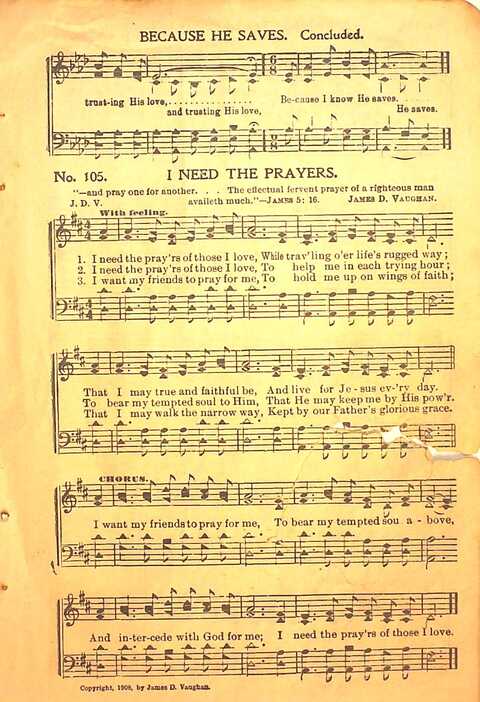 BECAUSE HE SAVES. Concluded.
trust-ing His love,............... Be-cause I know He saves......
and trusting His love, He saves.
No. 105. I NEED THE PRAYERS.
"—and pray one for another. . . The effectual fervent prayer of a righteous man
J. D. V. availeth much."—JAMES 5: 16. JAMES D. VAUGHAN.
With feeling.
1. I need the pray'rs of those I love, While trav'ling o'er life's rugged way;
2. I need the pray'rs of those I love, To help me in each trying hour;
3. I want my friends to pray for me, To hold me up on wings of faith;
That I may true and faithful be, And live for Je-sus ev-'ry day.
To bear my tempted soul to Him, That He may keep me by His pow'r.
That I may walk the narrow way, Kept by our Father's glorious grace.
CHORUS.
I want my friends to pray for me, To bear my tempted soul a-bove,
And in-ter-cede with God for me; I need the pray'rs of those I love.
Copyright, 1908, by James D. Vaughan.